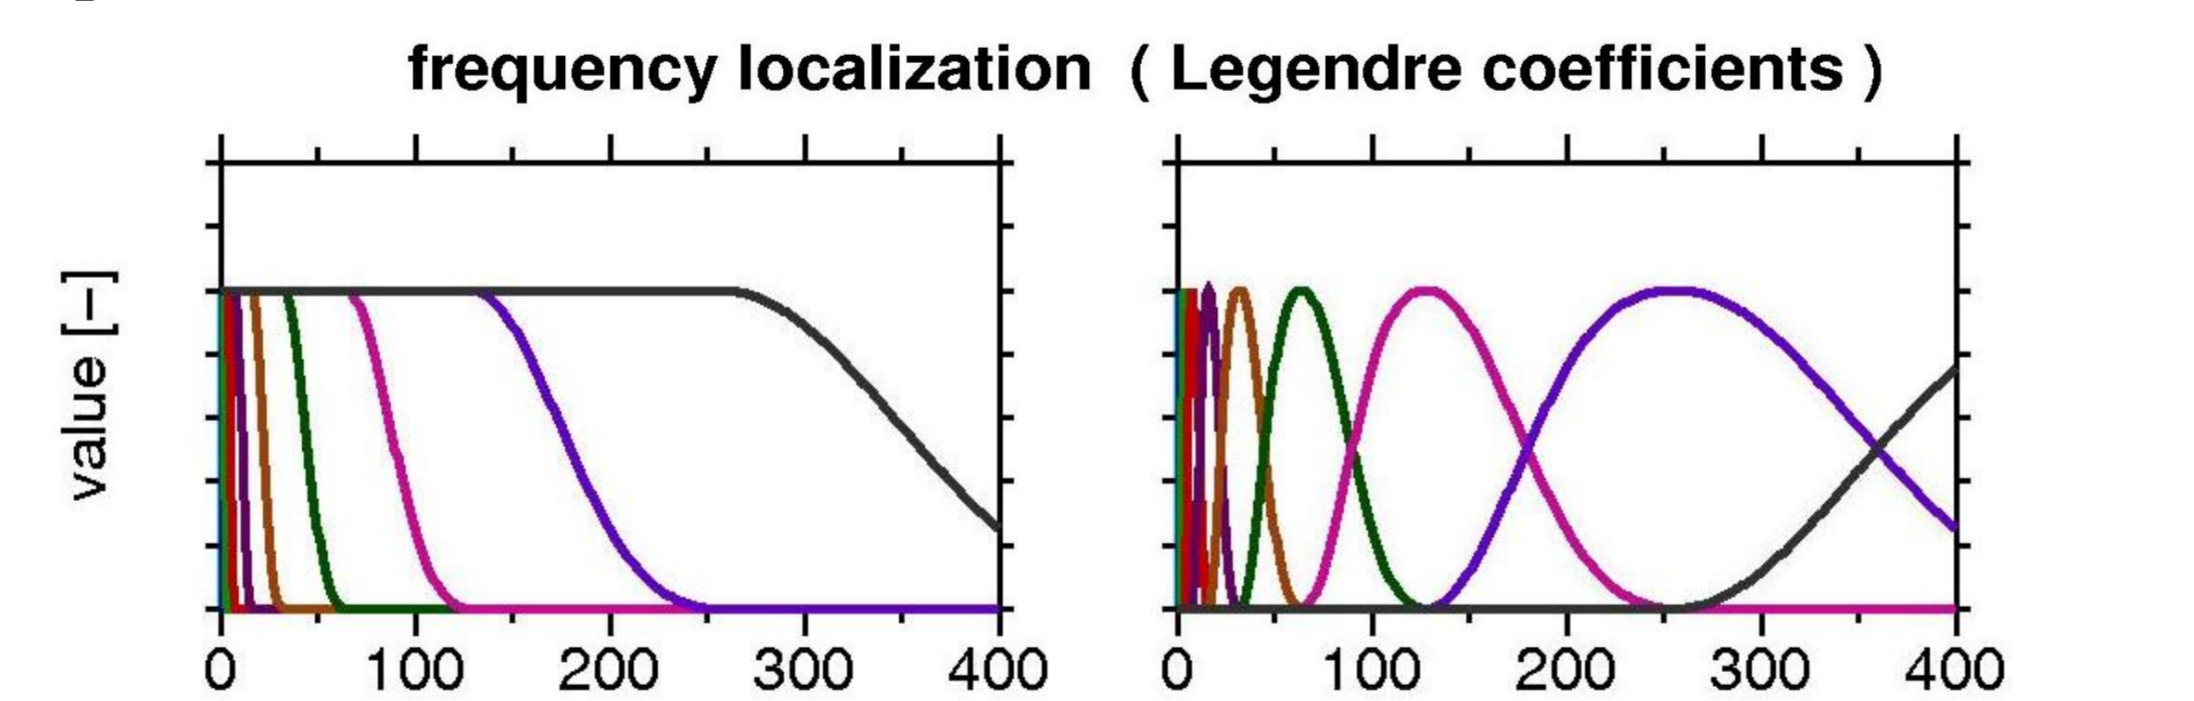 frequency localization ( Legendre coefficients )
value [–]
0 100 200 300 400
0 100 200 300 400